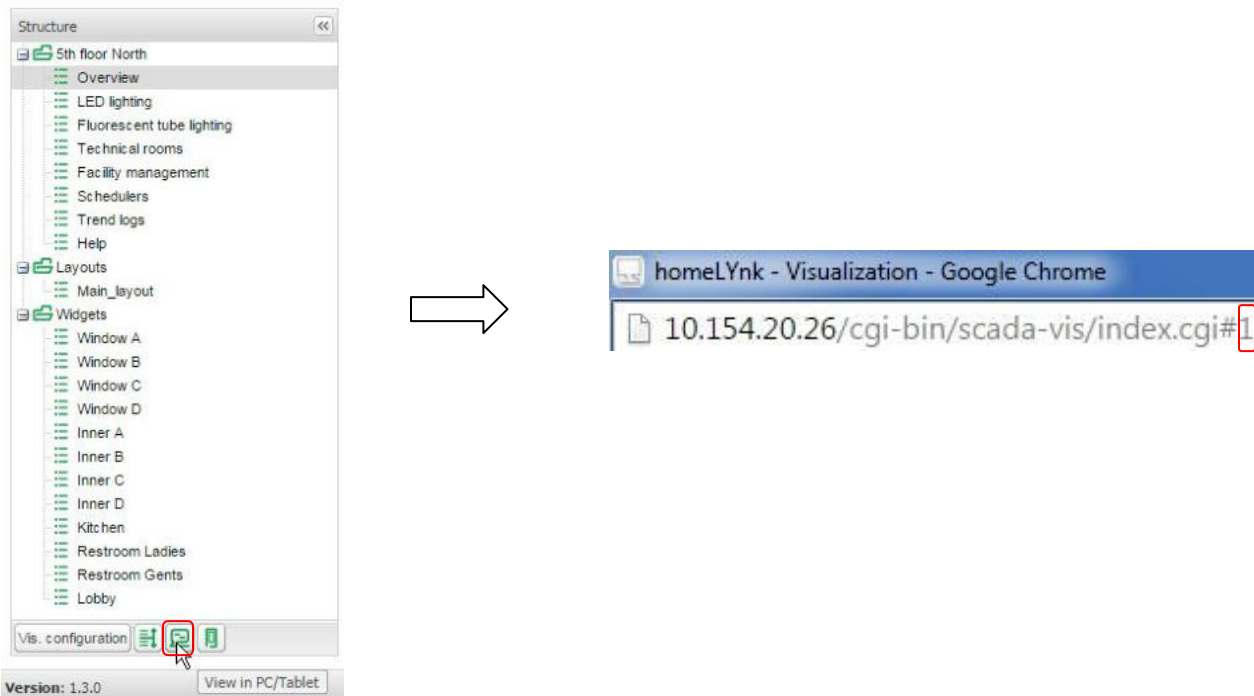 Structure
5th floor North
Overview
LED lighting
Fluorescent tube lighting
Technical rooms
Facility management
Schedulers
Trend logs
Help
Layouts
Main_layout
Widgets
Window A
Window B
Window C
Window D
Inner A
Inner B
Inner C
Inner D
Kitchen
Restroom Ladies
Restroom Gents
Lobby
Vis. configuration
Version: 1.3.0
View in PC/Tablet
homeLYnk - Visualization - Google Chrome
10.154.20.26/cgi-bin/scada-vis/index.cgi#1